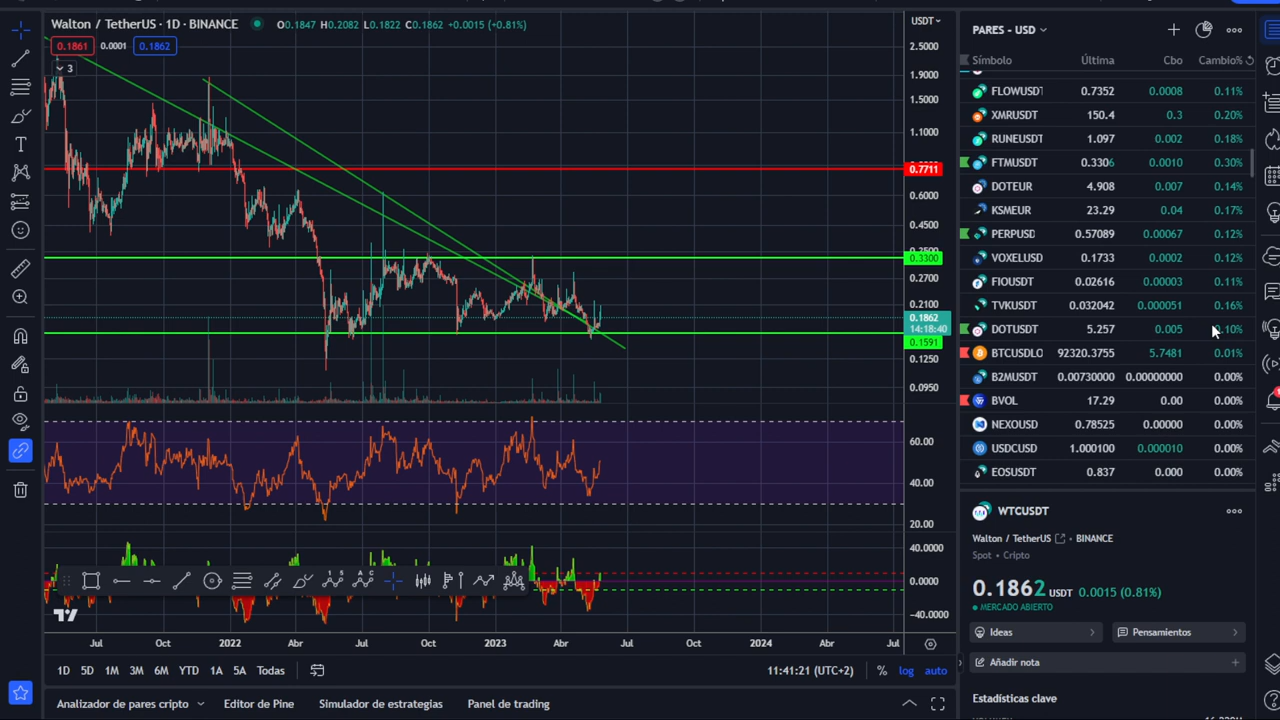 Walton / TetherUS · 1D · BINANCE O0.1847 H0.2082 L0.1822 C0.1862 +0.0015 (+0.81%)
0.1861 0.0001 0.1862
3
USDT
2.5000
1.9000
1.5000
1.1000
0.7711
0.6000
0.4500
0.3300
0.2700
0.2100
0.1862
14:18:40
0.1591
0.1250
0.0950
60.00
40.00
20.00
40.0000
0.0000
-40.0000
Jul Oct 2022 Abr Jul Oct 2023 Abr Jul Oct 2024 Abr Jul
1D 5D 1M 3M 6M YTD 1A 5A Todas 11:41:21 (UTC+2) % log auto
Analizador de pares cripto Editor de Pine Simulador de estrategias Panel de trading
PARES - USD
Símbolo Última Cbo Cambio%
FLOWUSDT 0.7352 0.0008 0.11%
XMRUSDT 150.4 0.3 0.20%
RUNEUSDT 1.097 0.002 0.18%
FTMUSDT 0.3306 0.0010 0.30%
DOTEUR 4.908 0.007 0.14%
KSMEUR 23.29 0.04 0.17%
PERPUSD 0.57089 0.00067 0.12%
VOXELUSD 0.1733 0.0002 0.12%
FIOUSDT 0.02616 0.00003 0.11%
TVKUSDT 0.032042 0.000051 0.16%
DOTUSDT 5.257 0.005 0.10%
BTCUSDLO 92320.3755 5.7481 0.01%
B2MUSDT 0.00730000 0.00000000 0.00%
BVOL 17.29 0.00 0.00%
NEXOUSD 0.78525 0.00000 0.00%
USDCUSD 1.000100 0.000010 0.00%
EOSUSDT 0.837 0.000 0.00%
WTCUSDT
Walton / TetherUS · BINANCE
Spot · Cripto
0.1862 USDT 0.0015 (0.81%)
MERCADO ABIERTO
Ideas Pensamientos
Añadir nota
Estadísticas clave